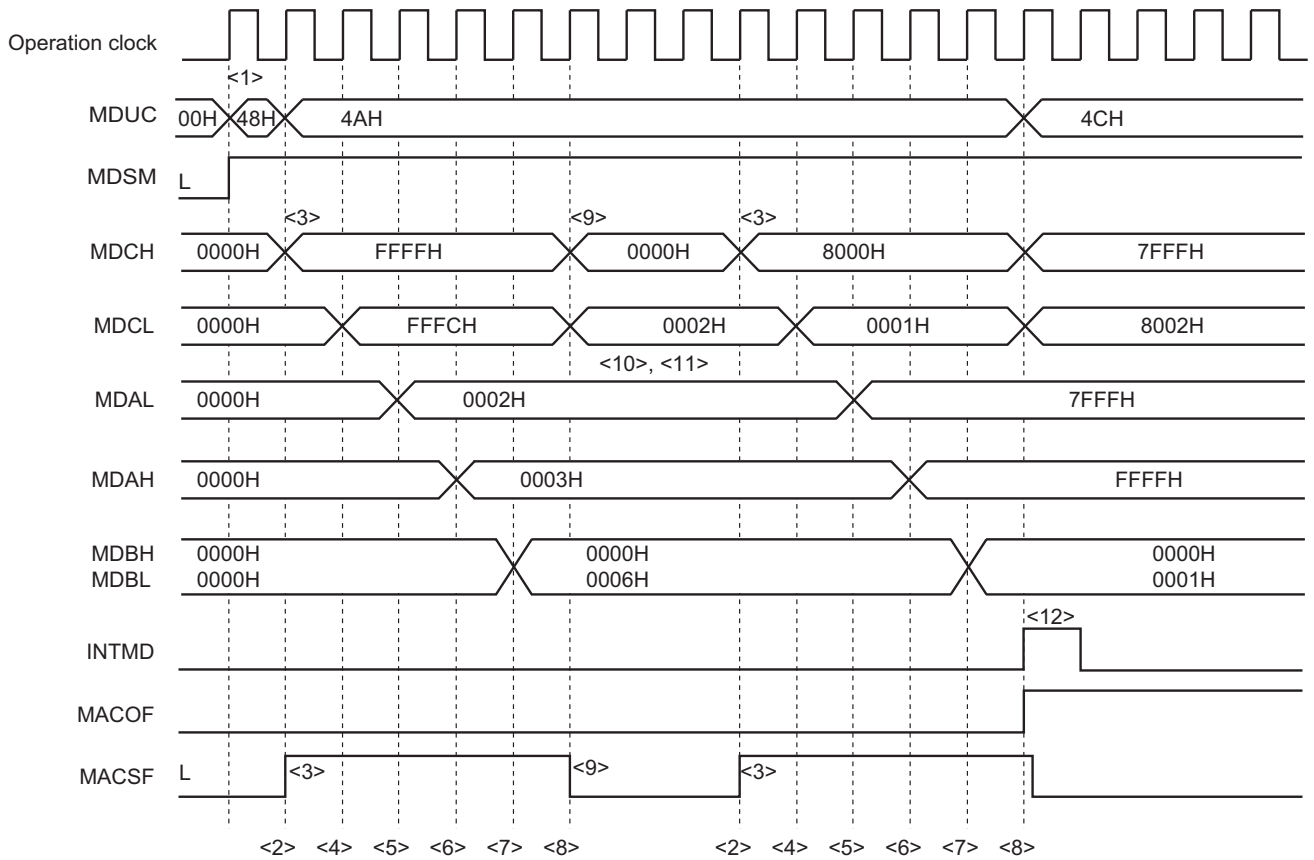 Operation clock
<1>
MDUC 00H 48H 4AH 4CH
MDSM L
<3> <9> <3>
MDCH 0000H FFFFH 0000H 8000H 7FFFH
MDCL 0000H FFFCH 0002H 0001H 8002H
<10>, <11>
MDAL 0000H 0002H 7FFFH
MDAH 0000H 0003H FFFFH
MDBH 0000H 0000H 0000H
MDBL 0000H 0006H 0001H
<12>
INTMD
MACOF
MACSF L <3> <9> <3>
<2> <4> <5> <6> <7> <8> <2> <4> <5> <6> <7> <8>